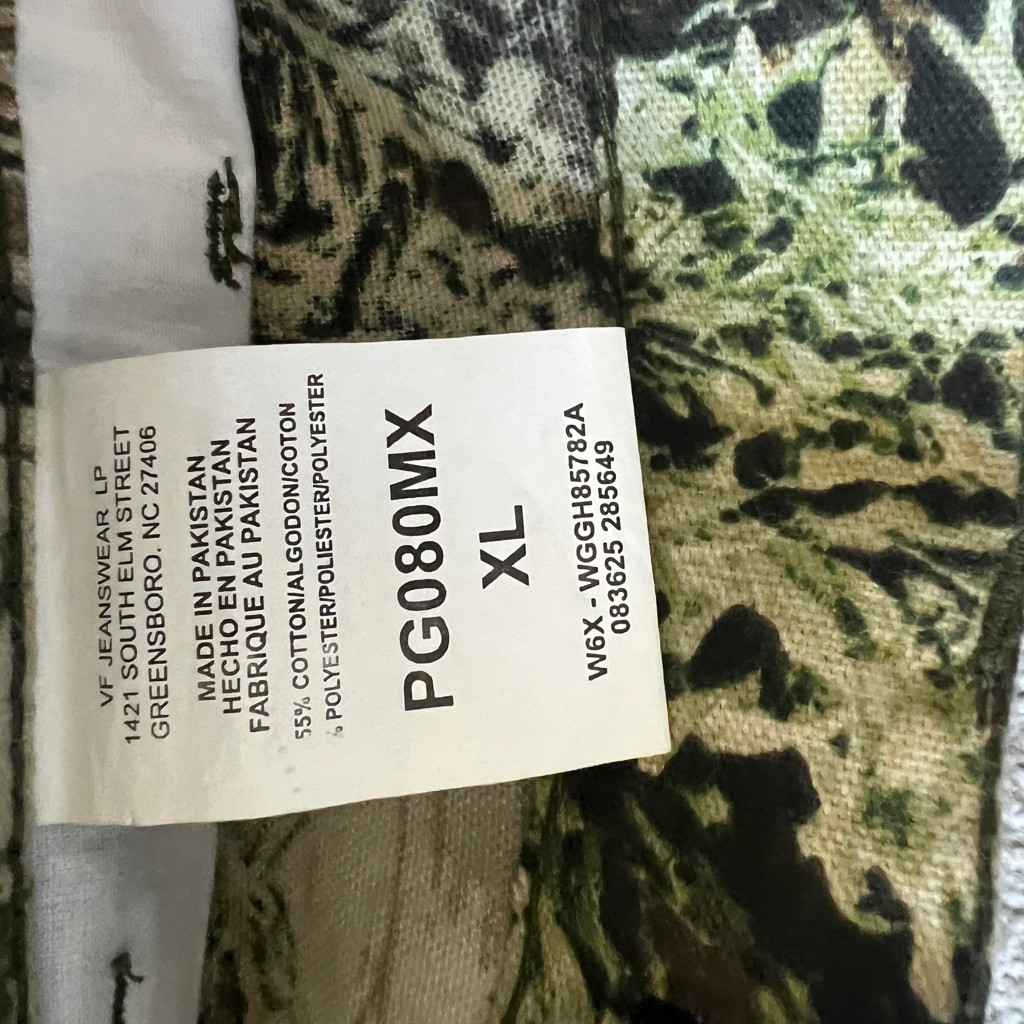 VF JEANSWEAR LP
1421 SOUTH ELM STREET
GREENSBORO. NC 27406
MADE IN PAKISTAN
HECHO EN PAKISTAN
FABRIQUE AU PAKISTAN
55% COTTON/ALGODON/COTON
POLYESTER/POLIESTER/POLYESTER
PG080MX
XL
W6X - WGGH85782A
083625 285649